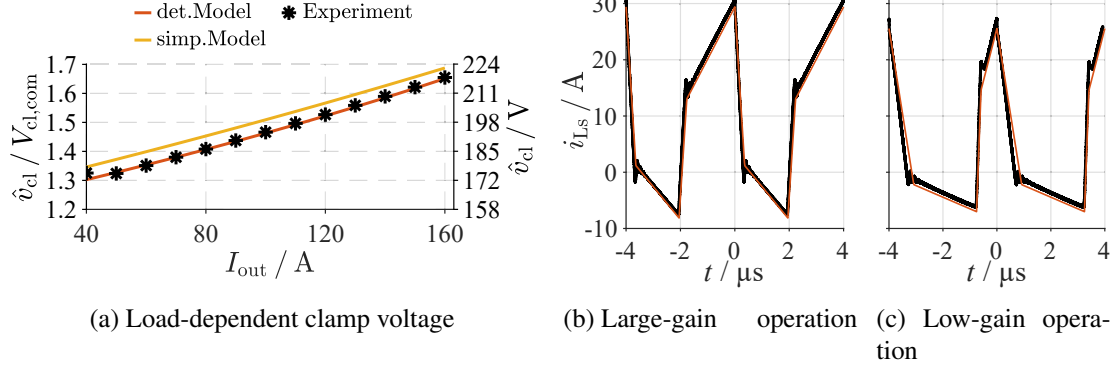 det.Model
Experiment
simp.Model
1.7
1.6
1.5
1.4
1.3
1.2
v̂cl / Vcl,com
224
211
198
185
172
158
v̂cl / V
40
80
120
160
Iout / A
(a) Load-dependent clamp voltage
30
20
10
0
-10
iLs / A
-4
-2
0
2
4
t / μs
(b) Large-gain operation
-4
-2
0
2
4
t / μs
(c) Low-gain opera-
tion